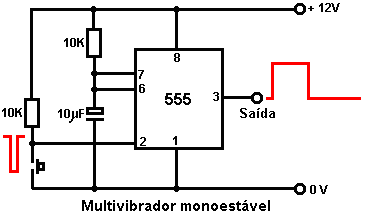 + 12V
10K
8
7
6
555
3
10K
10µF
Saída
2
1
0 V
Multivibrador monoestável